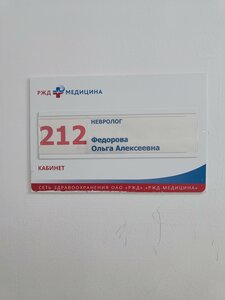 РЖД МЕДИЦИНА
НЕВРОЛОГ
212
Федорова
Ольга Алексеевна
КАБИНЕТ
СЕТЬ ЗДРАВООХРАНЕНИЯ ОАО «РЖД» «РЖД-МЕДИЦИНА»